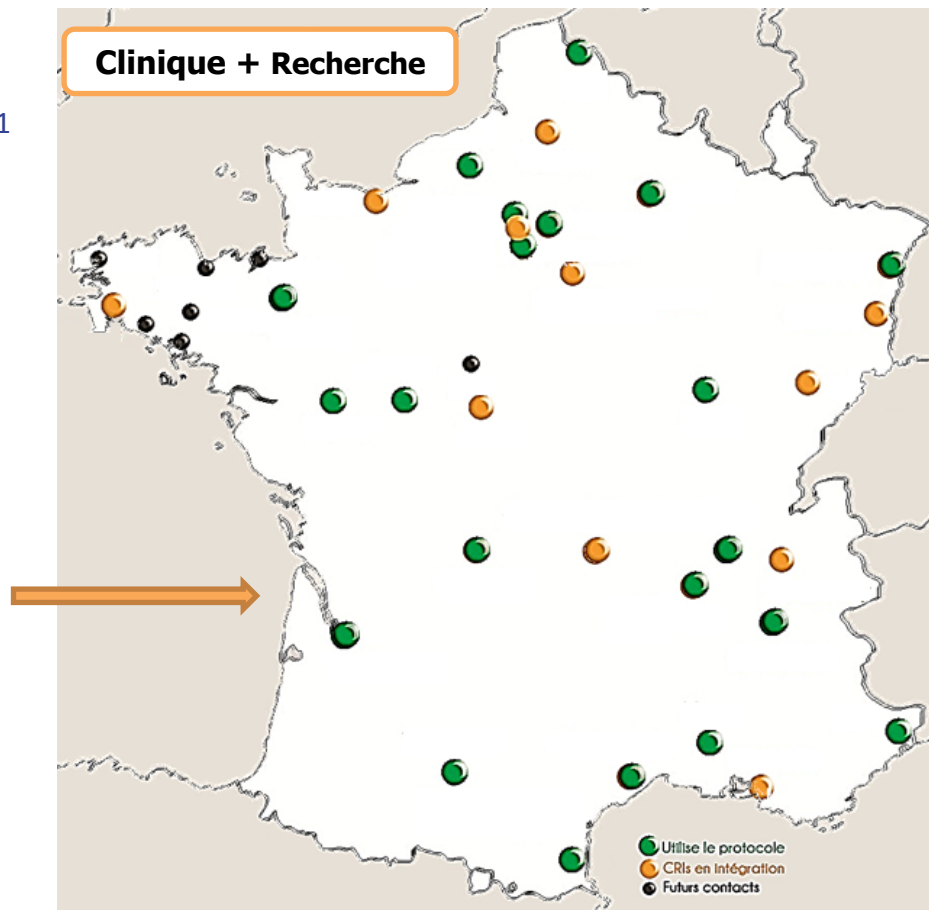 Clinique + Recherche
1
Utilise le protocole
CRIs en intégration
Futurs contacts